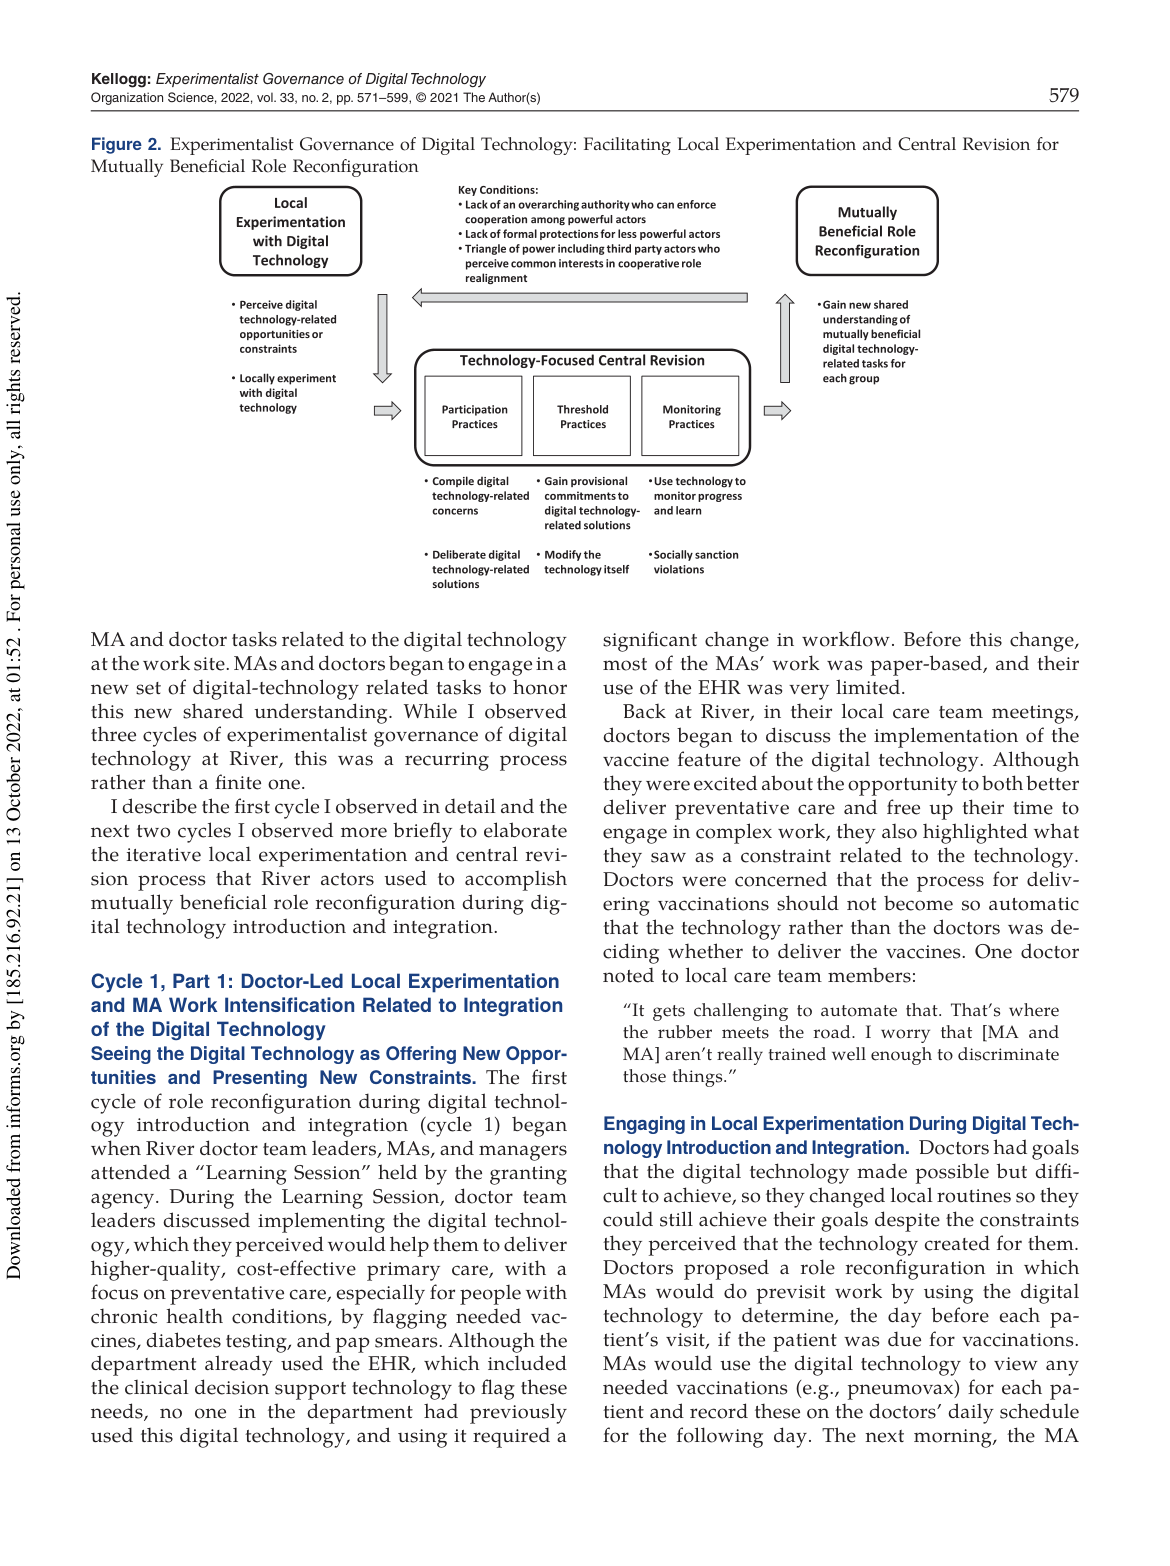 Kellogg: Experimentalist Governance of Digital Technology
Organization Science, 2022, vol. 33, no. 2, pp. 571–599, © 2021 The Author(s)
579
Figure 2. Experimentalist Governance of Digital Technology: Facilitating Local Experimentation and Central Revision for
Mutually Beneficial Role Reconfiguration
Local
Experimentation
with Digital
Technology
Key Conditions:
• Lack of an overarching authority who can enforce
cooperation among powerful actors
• Lack of formal protections for less powerful actors
• Triangle of power including third party actors who
perceive common interests in cooperative role
realignment
Mutually
Beneficial Role
Reconfiguration
• Perceive digital
technology-related
opportunities or
constraints
• Locally experiment
with digital
technology
Technology-Focused Central Revision
Participation
Practices
Threshold
Practices
Monitoring
Practices
• Gain new shared
understanding of
mutually beneficial
digital technology-
related tasks for
each group
• Compile digital
technology-related
concerns
• Deliberate digital
technology-related
solutions
• Gain provisional
commitments to
digital technology-
related solutions
• Modify the
technology itself
• Use technology to
monitor progress
and learn
• Socially sanction
violations
MA and doctor tasks related to the digital technology
at the work site. MAs and doctors began to engage in a
new set of digital-technology related tasks to honor
this new shared understanding. While I observed
three cycles of experimentalist governance of digital
technology at River, this was a recurring process
rather than a finite one.
I describe the first cycle I observed in detail and the
next two cycles I observed more briefly to elaborate
the iterative local experimentation and central revi-
sion process that River actors used to accomplish
mutually beneficial role reconfiguration during dig-
ital technology introduction and integration.
Cycle 1, Part 1: Doctor-Led Local Experimentation
and MA Work Intensification Related to Integration
of the Digital Technology
Seeing the Digital Technology as Offering New Oppor-
tunities and Presenting New Constraints. The first
cycle of role reconfiguration during digital technol-
ogy introduction and integration (cycle 1) began
when River doctor team leaders, MAs, and managers
attended a “Learning Session” held by the granting
agency. During the Learning Session, doctor team
leaders discussed implementing the digital technol-
ogy, which they perceived would help them to deliver
higher-quality, cost-effective primary care, with a
focus on preventative care, especially for people with
chronic health conditions, by flagging needed vac-
cines, diabetes testing, and pap smears. Although the
department already used the EHR, which included
the clinical decision support technology to flag these
needs, no one in the department had previously
used this digital technology, and using it required a
significant change in workflow. Before this change,
most of the MAs’ work was paper-based, and their
use of the EHR was very limited.
Back at River, in their local care team meetings,
doctors began to discuss the implementation of the
vaccine feature of the digital technology. Although
they were excited about the opportunity to both better
deliver preventative care and free up their time to
engage in complex work, they also highlighted what
they saw as a constraint related to the technology.
Doctors were concerned that the process for deliv-
ering vaccinations should not become so automatic
that the technology rather than the doctors was de-
ciding whether to deliver the vaccines. One doctor
noted to local care team members:
“It gets challenging to automate that. That’s where
the rubber meets the road. I worry that [MA and
MA] aren’t really trained well enough to discriminate
those things.”
Engaging in Local Experimentation During Digital Tech-
nology Introduction and Integration. Doctors had goals
that the digital technology made possible but diffi-
cult to achieve, so they changed local routines so they
could still achieve their goals despite the constraints
they perceived that the technology created for them.
Doctors proposed a role reconfiguration in which
MAs would do previsit work by using the digital
technology to determine, the day before each pa-
tient’s visit, if the patient was due for vaccinations.
MAs would use the digital technology to view any
needed vaccinations (e.g., pneumovax) for each pa-
tient and record these on the doctors’ daily schedule
for the following day. The next morning, the MA
Downloaded from informs.org by [185.216.92.21] on 13 October 2022, at 01:52 . For personal use only, all rights reserved.